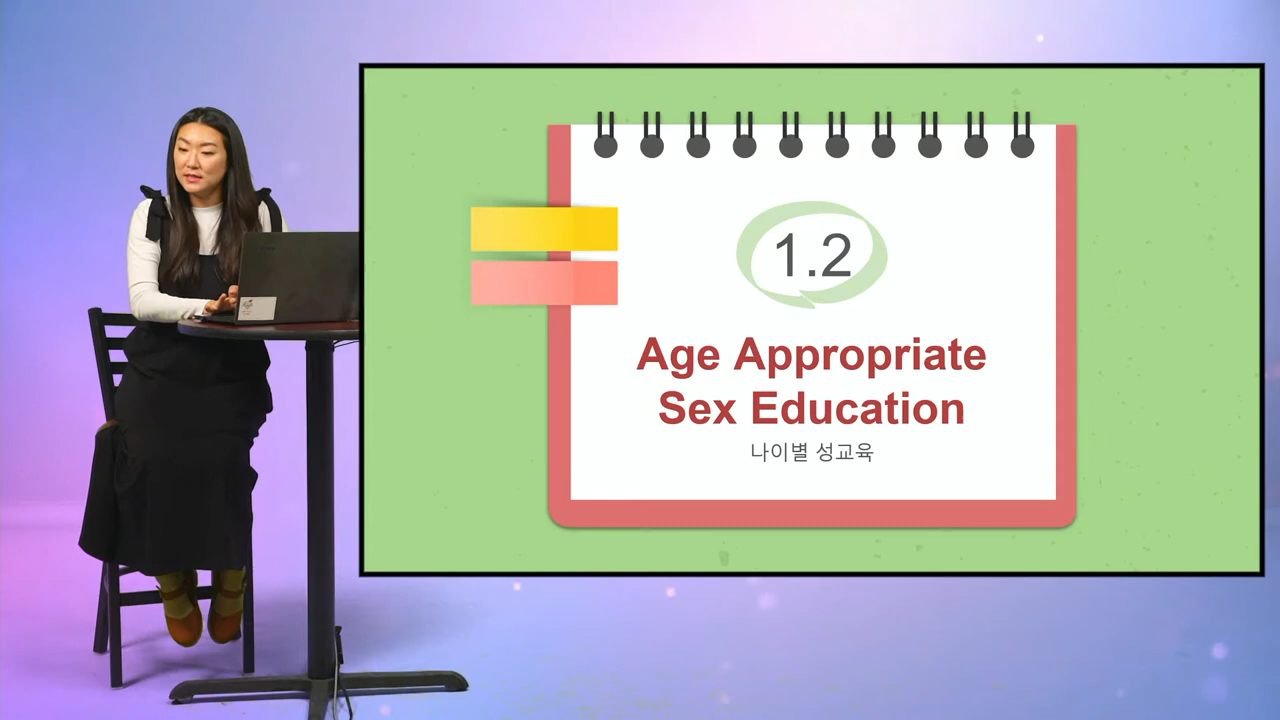 1.2
Age Appropriate
Sex Education
나이별 성교육